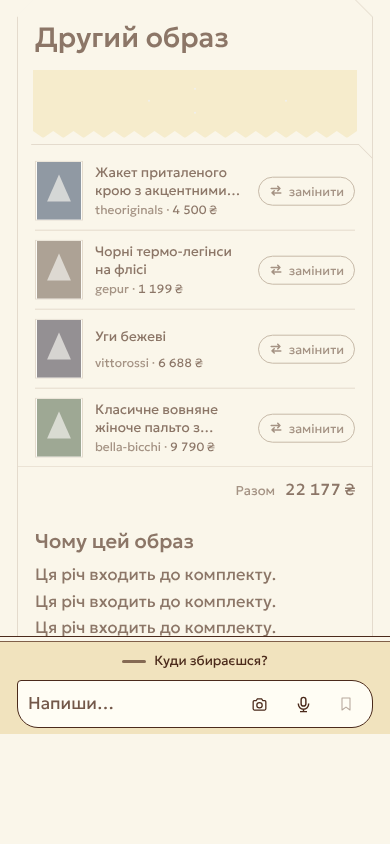 Другий образ
Жакет приталеного
крою з акцентними…
theoriginals · 4 500 ₴
замінити
Чорні термо-легінси
на флісі
gepur · 1 199 ₴
замінити
Уги бежеві
vittorossi · 6 688 ₴
замінити
Класичне вовняне
жіноче пальто з…
bella-bicchi · 9 790 ₴
замінити
Разом 22 177 ₴
Чому цей образ
Ця річ входить до комплекту.
Ця річ входить до комплекту.
Ця річ входить до комплекту.
Куди збираєшся?
Напиши…